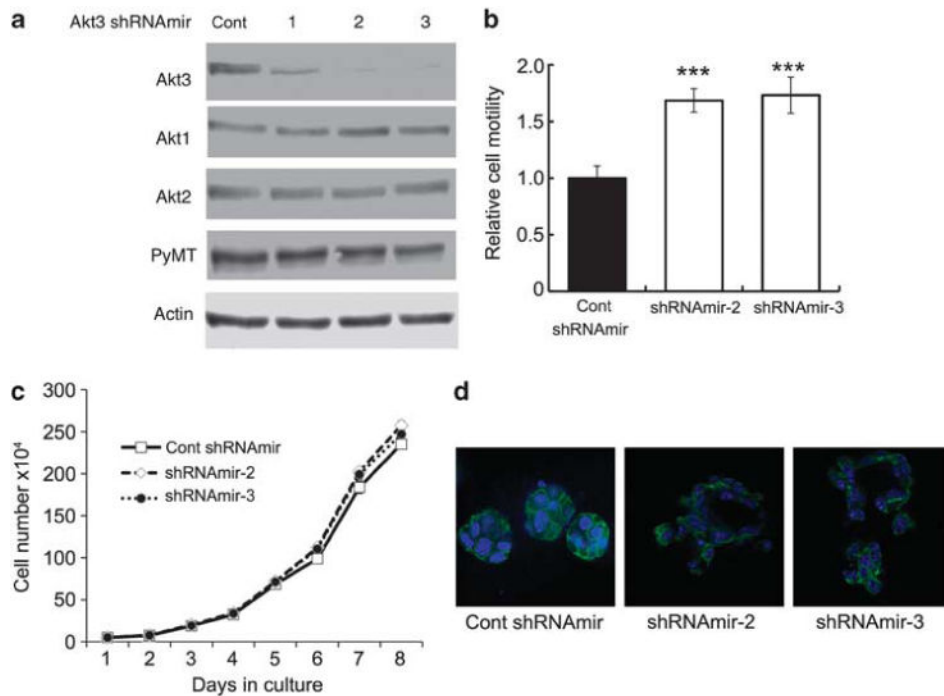 a
Akt3 shRNAmir Cont 1 2 3
Akt3
Akt1
Akt2
PyMT
Actin
b
Relative cell motility
2.0
1.5
1.0
0.5
0
*** ***
Cont
shRNAmir
shRNAmir-2 shRNAmir-3
c
Cell number x10⁴
300
250
200
150
100
50
0
Cont shRNAmir
shRNAmir-2
shRNAmir-3
1 2 3 4 5 6 7 8
Days in culture
d
Cont shRNAmir shRNAmir-2 shRNAmir-3